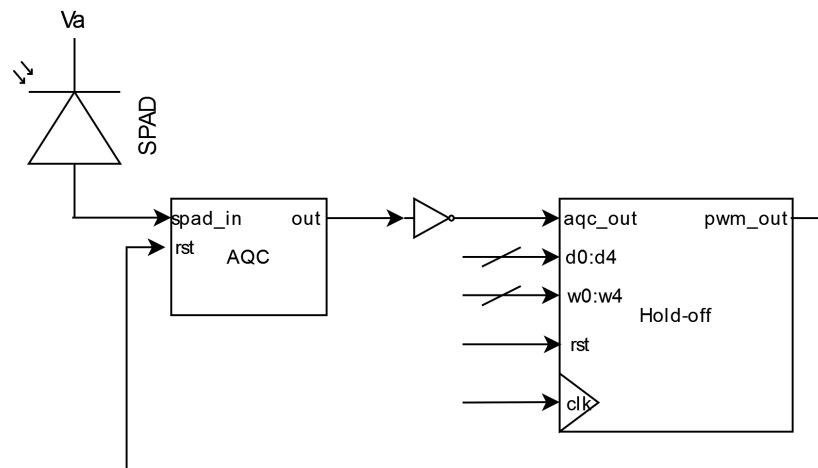 Va
SPAD
spad_in
out
rst
AQC
aqc_out
pwm_out
d0:d4
w0:w4
Hold-off
rst
clk